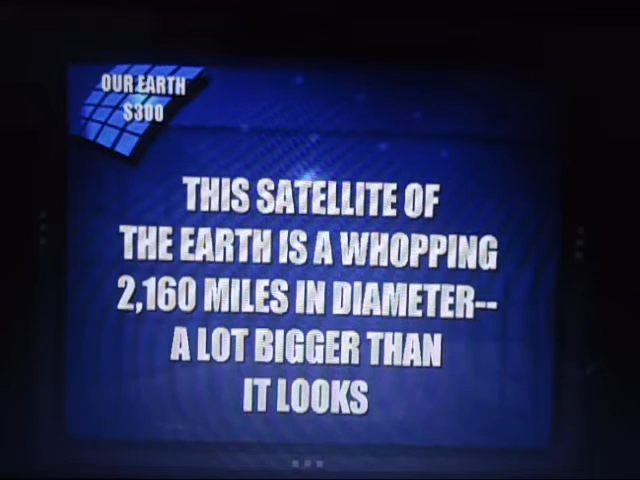 OUR EARTH
$300
THIS SATELLITE OF
THE EARTH IS A WHOPPING
2,160 MILES IN DIAMETER--
A LOT BIGGER THAN
IT LOOKS